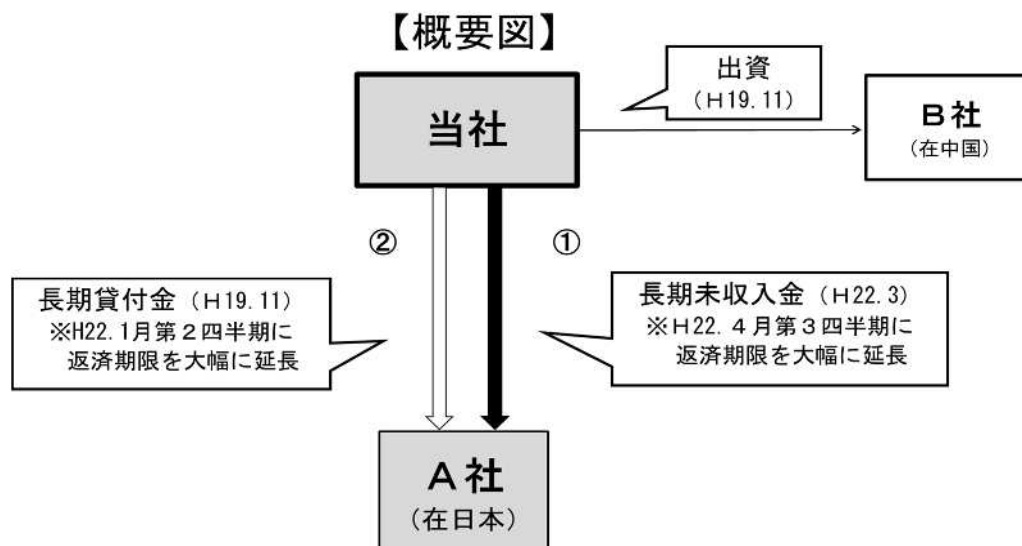 【概要図】
出資
（Ｈ19.11）
当社
Ｂ社
（在中国）
②
①
長期貸付金（Ｈ19.11）
※H22.1月第２四半期に
返済期限を大幅に延長
長期未収入金（Ｈ22.3）
※Ｈ22.４月第３四半期に
返済期限を大幅に延長
Ａ社
（在日本）